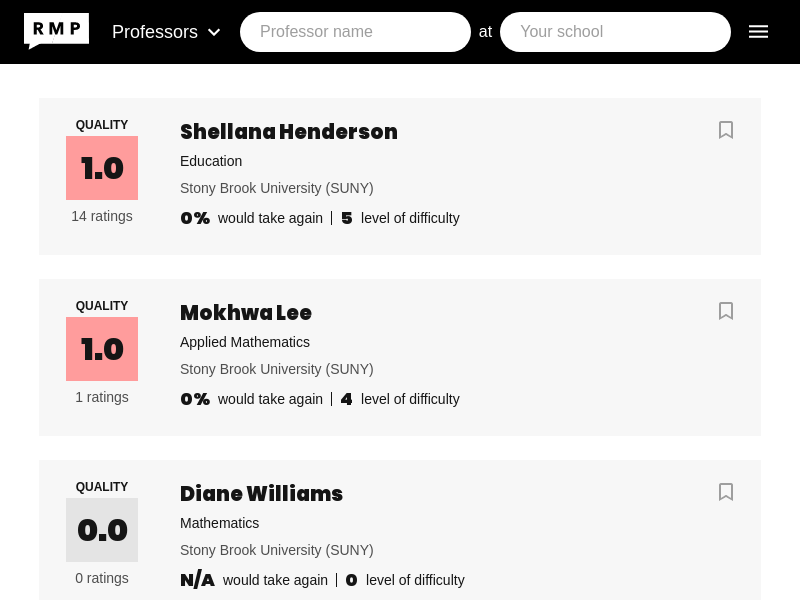 RMP Professors Professor name at Your school
QUALITY
1.0
14 ratings
Shellana Henderson
Education
Stony Brook University (SUNY)
0% would take again | 5 level of difficulty
QUALITY
1.0
1 ratings
Mokhwa Lee
Applied Mathematics
Stony Brook University (SUNY)
0% would take again | 4 level of difficulty
QUALITY
0.0
0 ratings
Diane Williams
Mathematics
Stony Brook University (SUNY)
N/A would take again | 0 level of difficulty